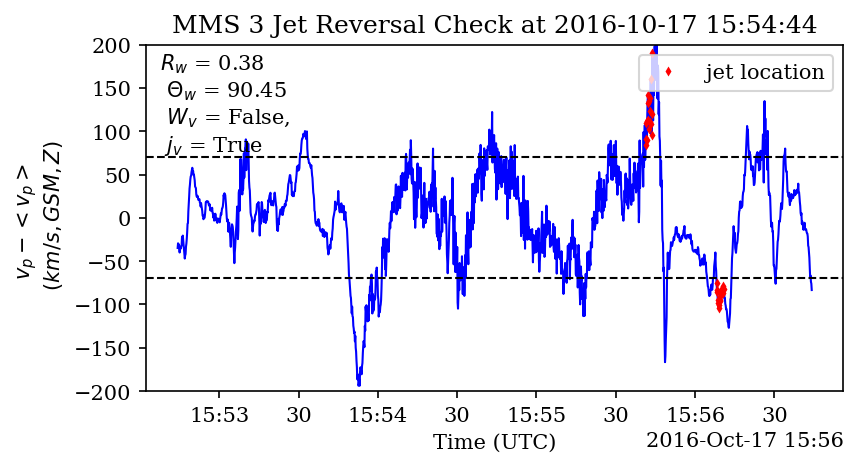 MMS 3 Jet Reversal Check at 2016-10-17 15:54:44
R_w = 0.38
Θ_w = 90.45
W_v = False,
j_v = True
jet location
v_p − < v_p >
(km/s, GSM, Z)
200
150
100
50
0
−50
−100
−150
−200
15:53 30 15:54 30 15:55 30 15:56 30
Time (UTC)
2016-Oct-17 15:56